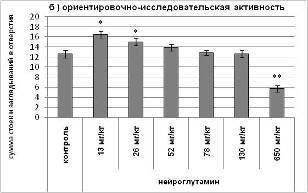 б ) ориентировочно-исследовательская активность
сумма стоек и заглядываний в отверстия
20
18
16
14
12
10
8
6
4
2
0
*
*
**
контроль
13 мг/кг
26 мг/кг
52 мг/кг
78 мг/кг
130 мг/кг
650 мг/кг
нейроглутамин